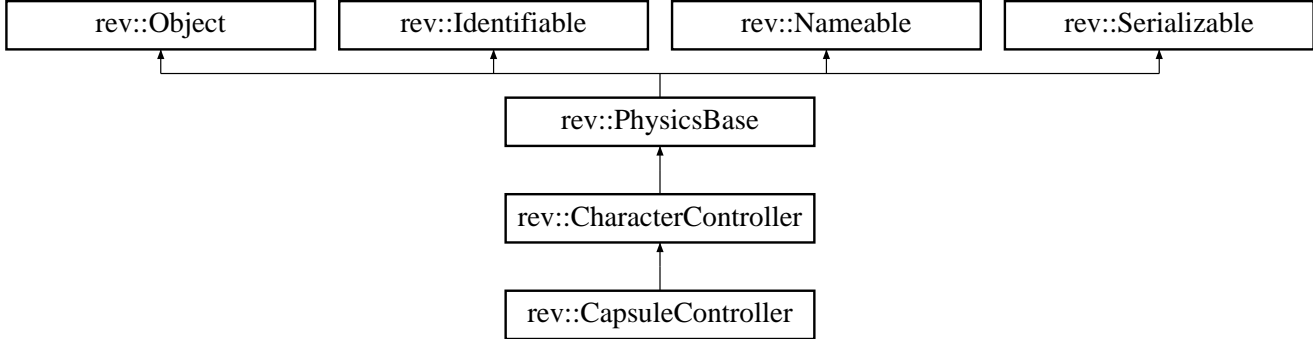 rev::Object
rev::Identifiable
rev::Nameable
rev::Serializable
rev::PhysicsBase
rev::CharacterController
rev::CapsuleController